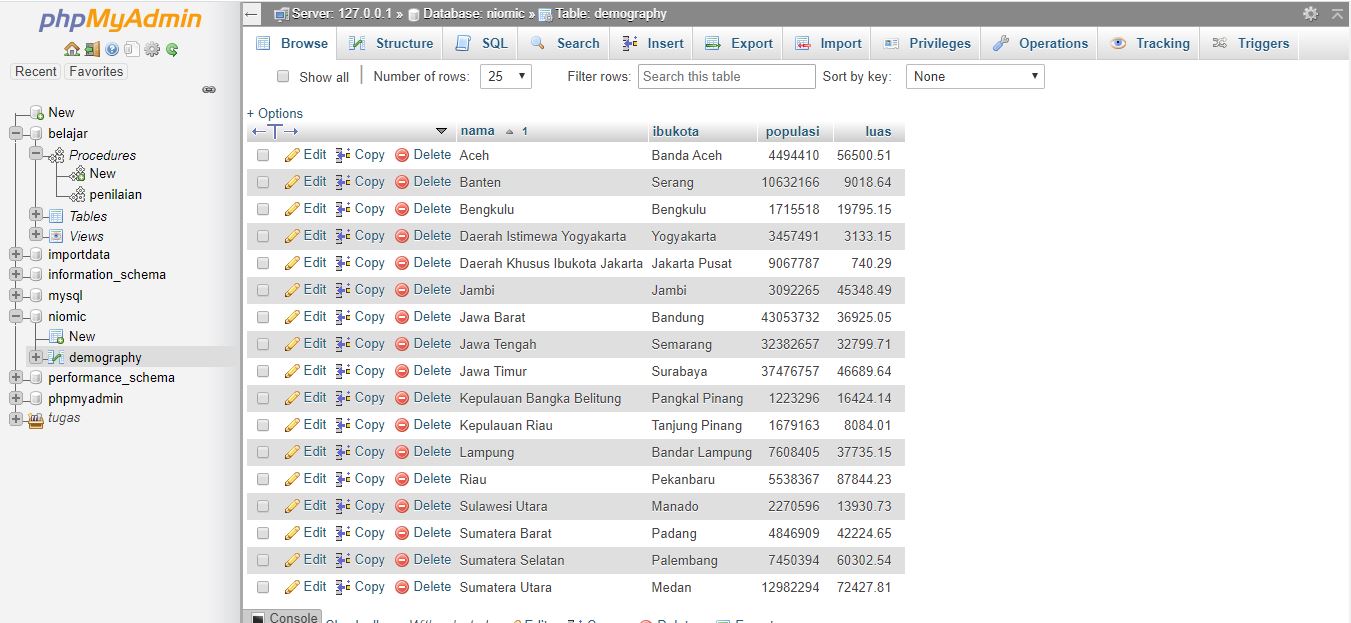 phpMyAdmin
Recent Favorites
New
belajar
Procedures
New
penilaian
Tables
Views
importdata
information_schema
mysql
niomic
New
demography
performance_schema
phpmyadmin
tugas
Server: 127.0.0.1 » Database: niomic » Table: demography
Browse Structure SQL Search Insert Export Import Privileges Operations Tracking Triggers
Show all | Number of rows: 25 Filter rows: Search this table Sort by key: None
+ Options
←T→ nama 1 ibukota populasi luas
Edit Copy Delete Aceh Banda Aceh 4494410 56500.51
Edit Copy Delete Banten Serang 10632166 9018.64
Edit Copy Delete Bengkulu Bengkulu 1715518 19795.15
Edit Copy Delete Daerah Istimewa Yogyakarta Yogyakarta 3457491 3133.15
Edit Copy Delete Daerah Khusus Ibukota Jakarta Jakarta Pusat 9067787 740.29
Edit Copy Delete Jambi Jambi 3092265 45348.49
Edit Copy Delete Jawa Barat Bandung 43053732 36925.05
Edit Copy Delete Jawa Tengah Semarang 32382657 32799.71
Edit Copy Delete Jawa Timur Surabaya 37476757 46689.64
Edit Copy Delete Kepulauan Bangka Belitung Pangkal Pinang 1223296 16424.14
Edit Copy Delete Kepulauan Riau Tanjung Pinang 1679163 8084.01
Edit Copy Delete Lampung Bandar Lampung 7608405 37735.15
Edit Copy Delete Riau Pekanbaru 5538367 87844.23
Edit Copy Delete Sulawesi Utara Manado 2270596 13930.73
Edit Copy Delete Sumatera Barat Padang 4846909 42224.65
Edit Copy Delete Sumatera Selatan Palembang 7450394 60302.54
Edit Copy Delete Sumatera Utara Medan 12982294 72427.81
Console